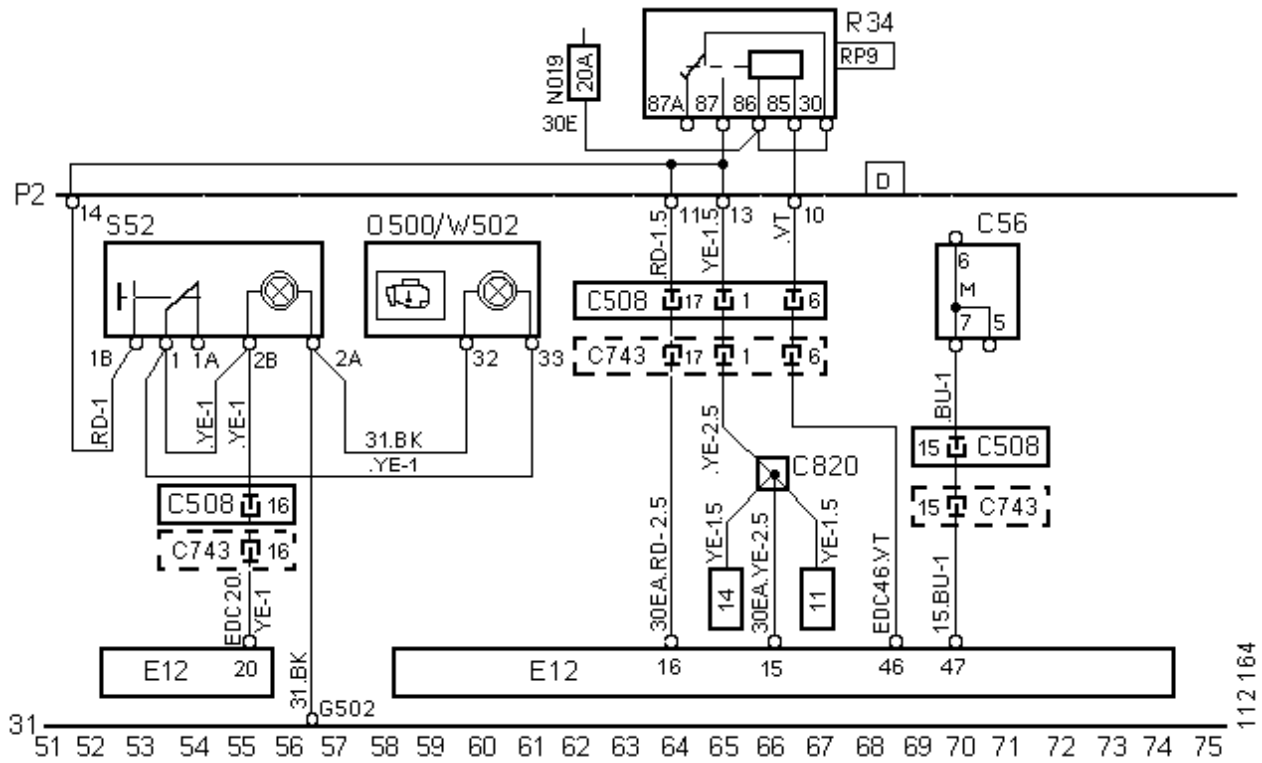 R34
RP9
N019
20A
30E
87A 87 86 85 30
P2
D
14
11 13 10
S52
O500/W502
C56
.RD-1.5
YE-1.5
.VT
6
M
7 5
C508 17 1 6
C743 17 1 6
1B 1 1A 2B 2A
32 33
.RD-1
.YE-1
.YE-1
31.BK
.YE-1
.YE-2.5
C820
.BU-1
15 C508
15 C743
C508 16
C743 16
EDC20.
YE-1
31.BK
30EA.RD-2.5
YE-1.5
30EA.YE-2.5
YE-1.5
EDC46.VT
15.BU-1
14
11
E12 20
E12 16 15 46 47
G502
112 164
31
51 52 53 54 55 56 57 58 59 60 61 62 63 64 65 66 67 68 69 70 71 72 73 74 75